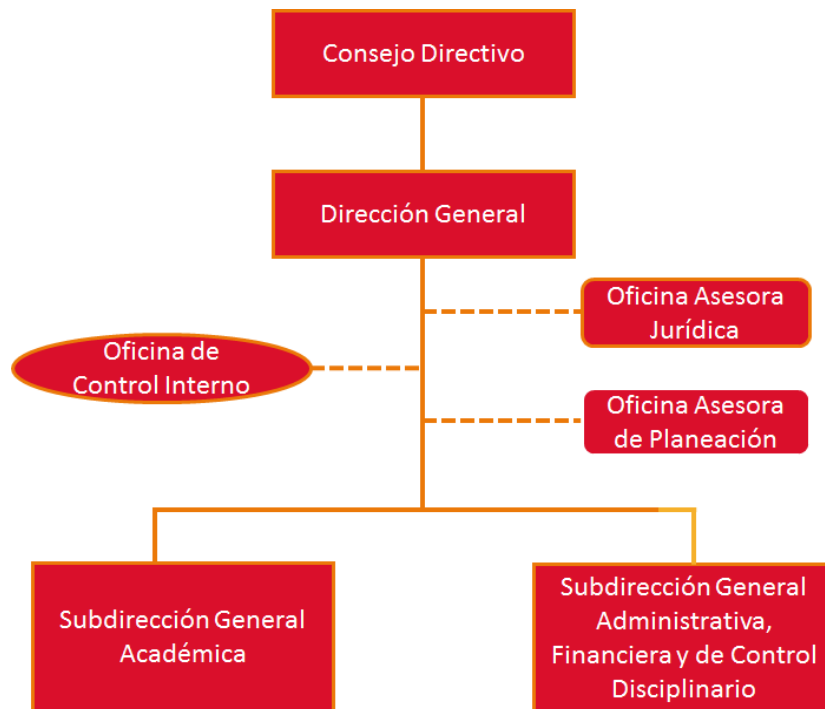 Consejo Directivo
Dirección General
Oficina Asesora
Jurídica
Oficina de
Control Interno
Oficina Asesora
de Planeación
Subdirección General
Académica
Subdirección General
Administrativa,
Financiera y de Control
Disciplinario